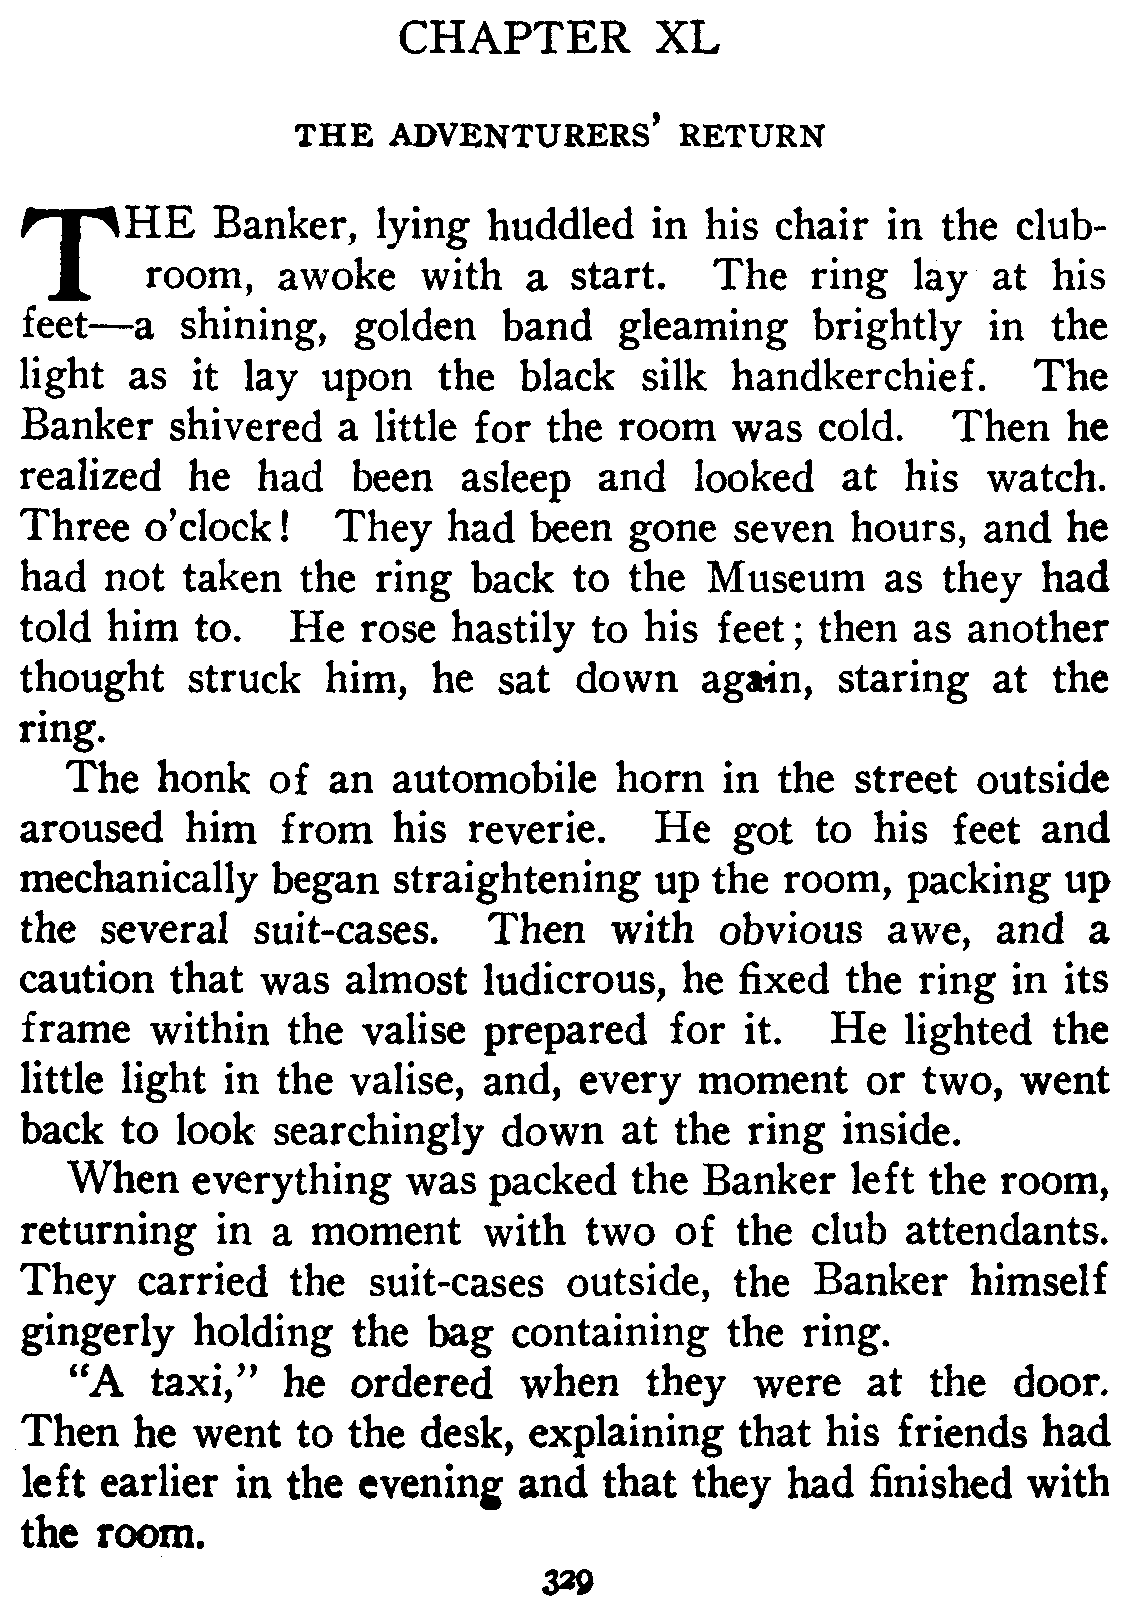 CHAPTER XL
THE ADVENTURERS' RETURN
THE Banker, lying huddled in his chair in the club-
room, awoke with a start. The ring lay at his
feet—a shining, golden band gleaming brightly in the
light as it lay upon the black silk handkerchief. The
Banker shivered a little for the room was cold. Then he
realized he had been asleep and looked at his watch.
Three o'clock! They had been gone seven hours, and he
had not taken the ring back to the Museum as they had
told him to. He rose hastily to his feet; then as another
thought struck him, he sat down again, staring at the
ring.
The honk of an automobile horn in the street outside
aroused him from his reverie. He got to his feet and
mechanically began straightening up the room, packing up
the several suit-cases. Then with obvious awe, and a
caution that was almost ludicrous, he fixed the ring in its
frame within the valise prepared for it. He lighted the
little light in the valise, and, every moment or two, went
back to look searchingly down at the ring inside.
When everything was packed the Banker left the room,
returning in a moment with two of the club attendants.
They carried the suit-cases outside, the Banker himself
gingerly holding the bag containing the ring.
"A taxi," he ordered when they were at the door.
Then he went to the desk, explaining that his friends had
left earlier in the evening and that they had finished with
the room.
329